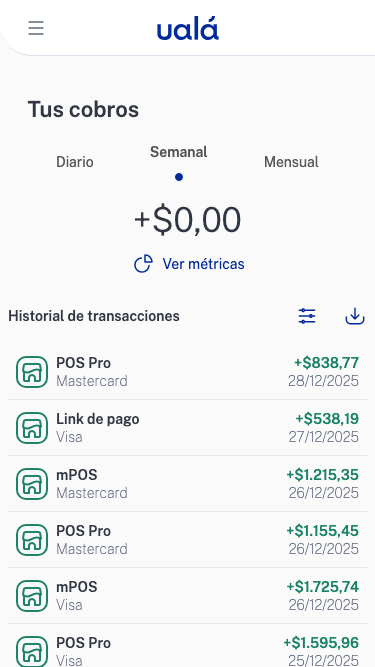 ualá
Tus cobros
Diario
Semanal
Mensual
+$0,00
Ver métricas
Historial de transacciones
POS Pro +$838,77
Mastercard 28/12/2025
Link de pago +$538,19
Visa 27/12/2025
mPOS +$1.215,35
Mastercard 26/12/2025
POS Pro +$1.155,45
Mastercard 26/12/2025
mPOS +$1.725,74
Visa 26/12/2025
POS Pro +$1.595,96
Visa 25/12/2025